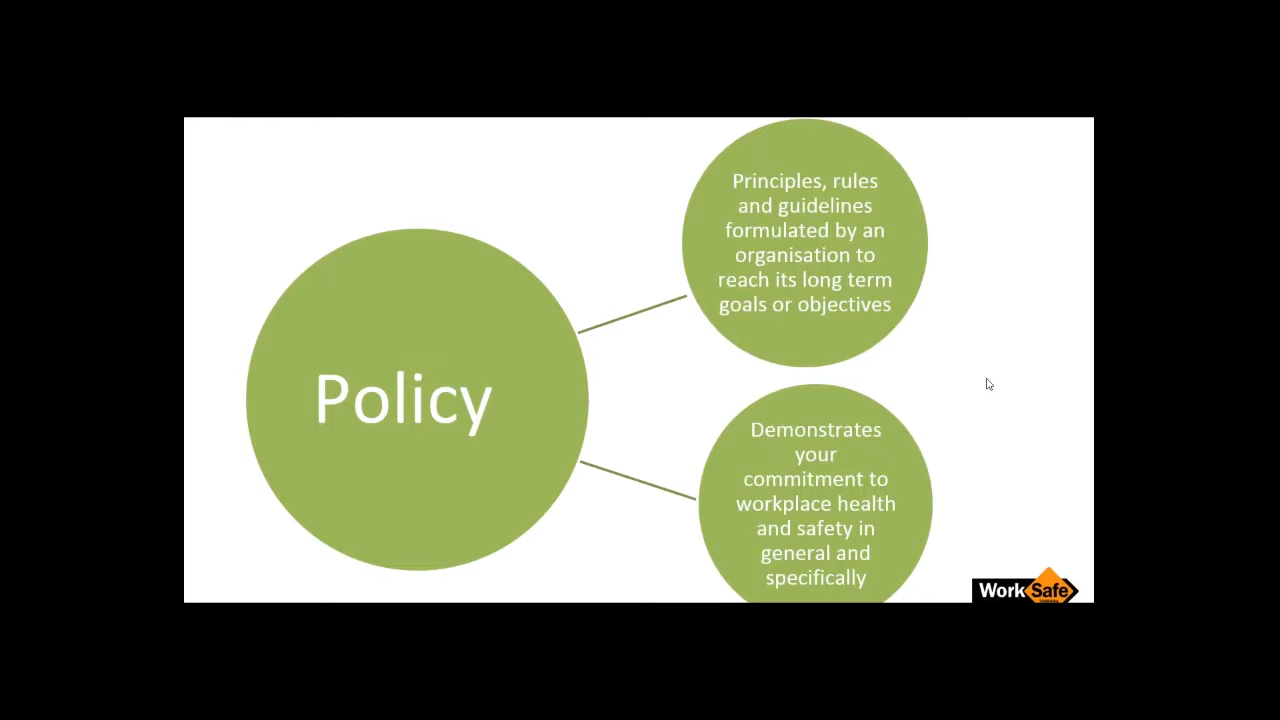 Policy
Principles, rules
and guidelines
formulated by an
organisation to
reach its long term
goals or objectives
Demonstrates
your
commitment to
workplace health
and safety in
general and
specifically
WorkSafe